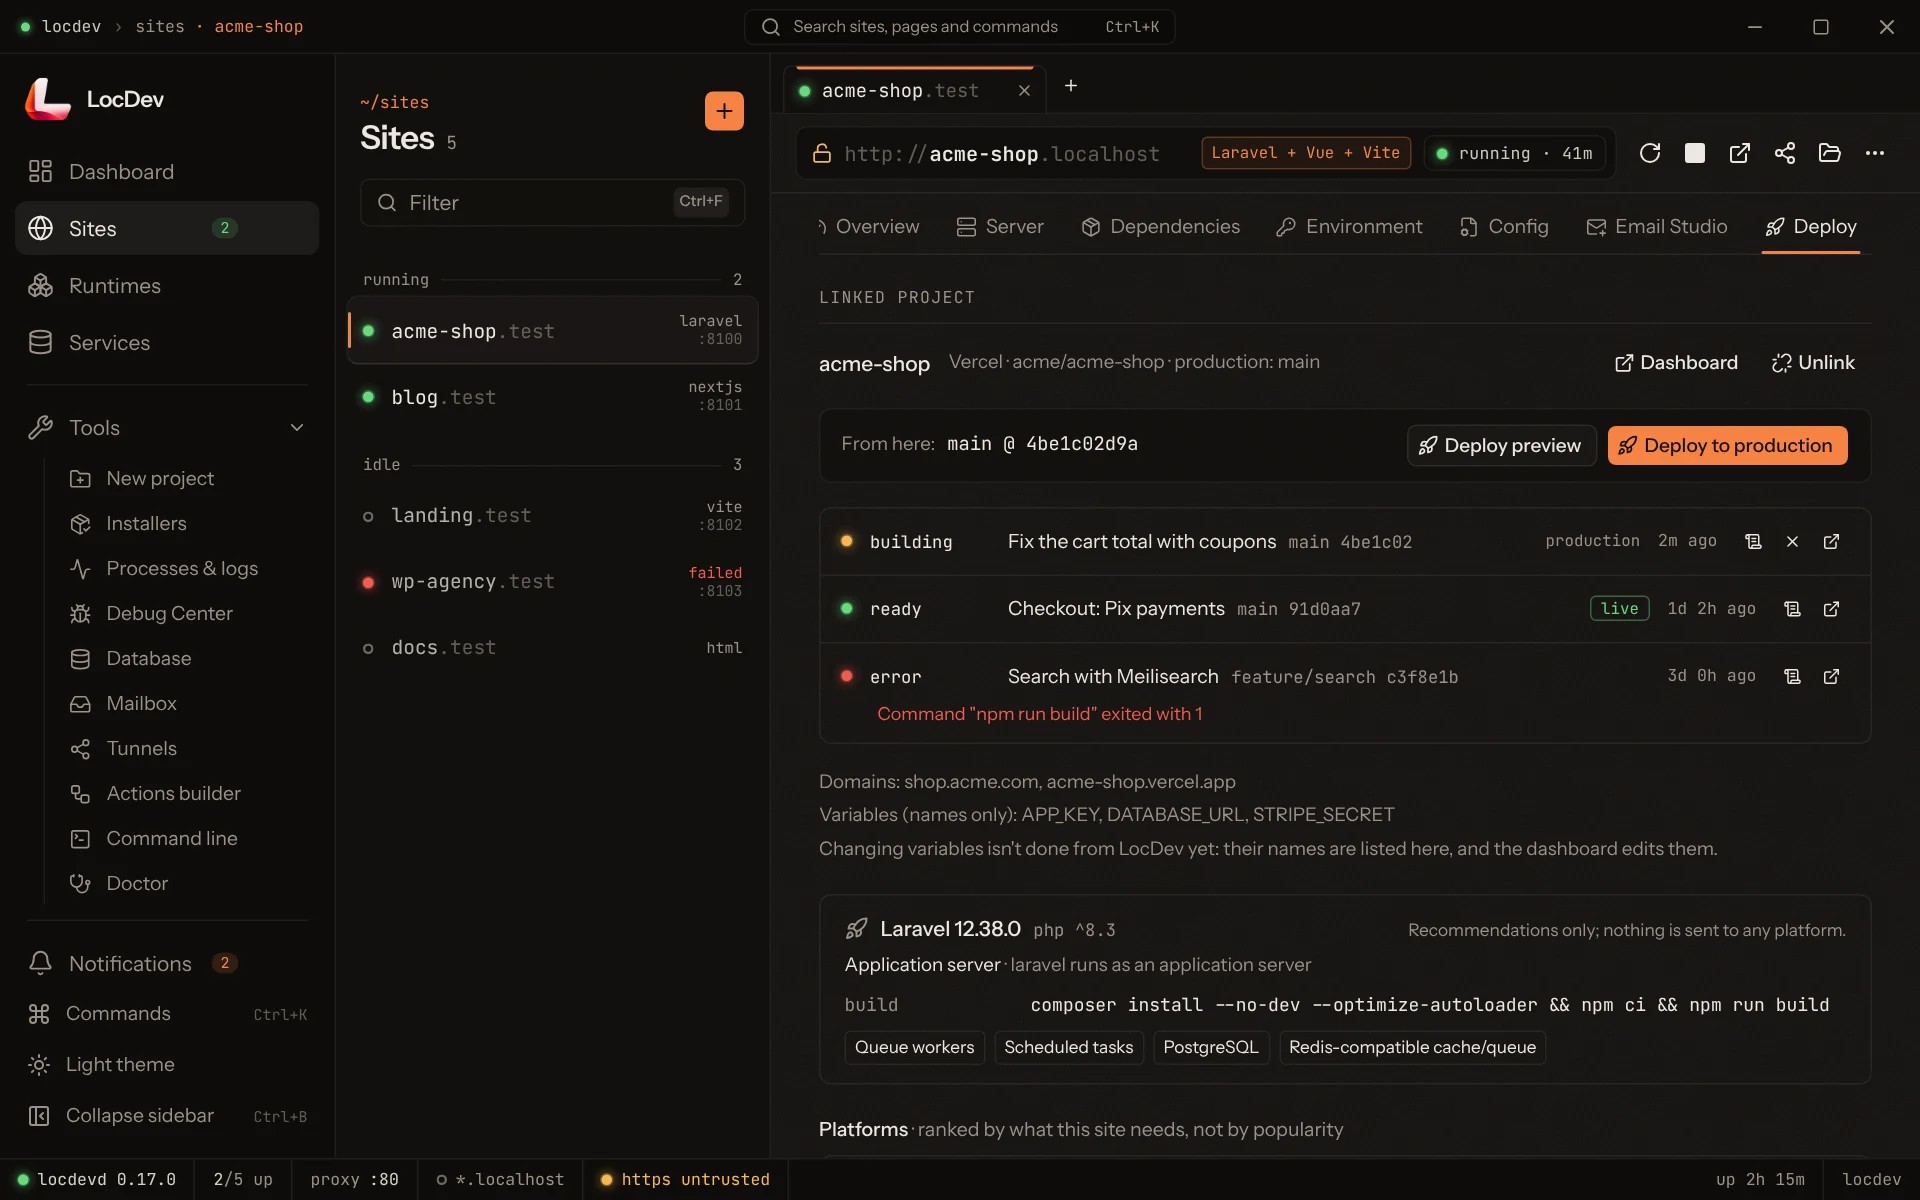 locdev › sites · acme-shop
Search sites, pages and commands Ctrl+K
LocDev
Dashboard
Sites 2
Runtimes
Services
Tools
New project
Installers
Processes & logs
Debug Center
Database
Mailbox
Tunnels
Actions builder
Command line
Doctor
Notifications 2
Commands Ctrl+K
Light theme
Collapse sidebar Ctrl+B
~/sites
Sites 5
Filter Ctrl+F
running 2
acme-shop.test laravel :8100
blog.test nextjs :8101
idle 3
landing.test vite :8102
wp-agency.test failed :8103
docs.test html
acme-shop.test
http://acme-shop.localhost Laravel + Vue + Vite running · 41m
Overview Server Dependencies Environment Config Email Studio Deploy
LINKED PROJECT
acme-shop Vercel · acme/acme-shop · production: main Dashboard Unlink
From here: main @ 4be1c02d9a Deploy preview Deploy to production
building Fix the cart total with coupons main 4be1c02 production 2m ago
ready Checkout: Pix payments main 91d0aa7 live 1d 2h ago
error Search with Meilisearch feature/search c3f8e1b 3d 0h ago
Command "npm run build" exited with 1
Domains: shop.acme.com, acme-shop.vercel.app
Variables (names only): APP_KEY, DATABASE_URL, STRIPE_SECRET
Changing variables isn't done from LocDev yet: their names are listed here, and the dashboard edits them.
Laravel 12.38.0 php ^8.3 Recommendations only; nothing is sent to any platform.
Application server · laravel runs as an application server
build composer install --no-dev --optimize-autoloader && npm ci && npm run build
Queue workers Scheduled tasks PostgreSQL Redis-compatible cache/queue
Platforms · ranked by what this site needs, not by popularity
locdevd 0.17.0 2/5 up proxy :80 *.localhost https untrusted up 2h 15m locdev